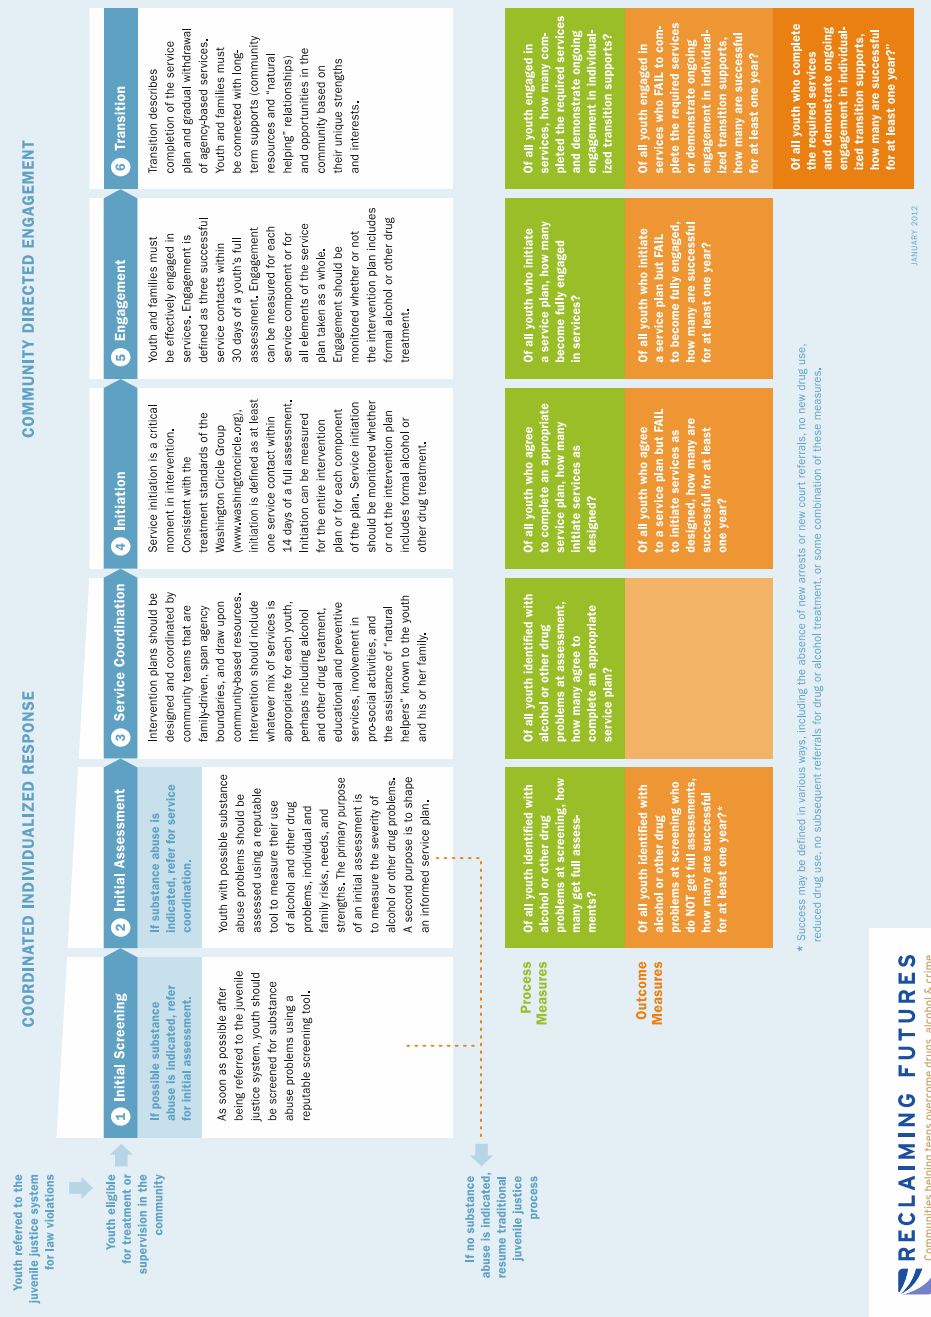 COORDINATED INDIVIDUALIZED RESPONSE
COMMUNITY DIRECTED ENGAGEMENT
Youth referred to the
juvenile justice system
for law violations
Youth eligible
for treatment or
supervision in the
community
1 Initial Screening
If possible substance
abuse is indicated, refer
for initial assessment.
As soon as possible after
being referred to the juvenile
justice system, youth should
be screened for substance
abuse problems using a
reputable screening tool.
2 Initial Assessment
If substance abuse is
indicated, refer for service
coordination.
Youth with possible substance
abuse problems should be
assessed using a reputable
tool to measure their use
of alcohol and other drug
problems, individual and
family risks, needs, and
strengths. The primary purpose
of an initial assessment is
to measure the severity of
alcohol or other drug problems.
A second purpose is to shape
an informed service plan.
3 Service Coordination
Intervention plans should be
designed and coordinated by
community teams that are
family-driven, span agency
boundaries, and draw upon
community-based resources.
Intervention should include
whatever mix of services is
appropriate for each youth,
perhaps including alcohol
and other drug treatment,
educational and preventive
services, involvement in
pro-social activities, and
the assistance of "natural
helpers" known to the youth
and his or her family.
4 Initiation
Service initiation is a critical
moment in intervention.
Consistent with the
treatment standards of the
Washington Circle Group
(www.washingtoncircle.org),
initiation is defined as at least
one service contact within
14 days of a full assessment.
Initiation can be measured
for the entire intervention
plan or for each component
of the plan. Service initiation
should be monitored whether
or not the intervention plan
includes formal alcohol or
other drug treatment.
5 Engagement
Youth and families must
be effectively engaged in
services. Engagement is
defined as three successful
service contacts within
30 days of a youth's full
assessment. Engagement
can be measured for each
service component or for
all elements of the service
plan taken as a whole.
Engagement should be
monitored whether or not
the intervention plan includes
formal alcohol or other drug
treatment.
6 Transition
Transition describes
completion of the service
plan and gradual withdrawal
of agency-based services.
Youth and families must
be connected with long-
term supports (community
resources and "natural
helping" relationships)
and opportunities in the
community based on
their unique strengths
and interests.
If no substance
abuse is indicated,
resume traditional
juvenile justice
process
Process
Measures
Of all youth identified with
alcohol or other drug
problems at screening, how
many get full assess-
ments?
Of all youth identified with
alcohol or other drug
problems at assessment,
how many agree to
complete an appropriate
service plan?
Of all youth who agree
to complete an appropriate
service plan, how many
initiate services as
designed?
Of all youth who initiate
a service plan, how many
become fully engaged
in services?
Of all youth engaged in
services, how many com-
pleted the required services
and demonstrate ongoing
engagement in individual-
ized transition supports?
Outcome
Measures
Of all youth identified with
alcohol or other drug
problems at screening who
do NOT get full assessments,
how many are successful
for at least one year?*
Of all youth who agree
to a service plan but FAIL
to initiate services as
designed, how many are
successful for at least
one year?
Of all youth who initiate
a service plan but FAIL
to become fully engaged,
how many are successful
for at least one year?
Of all youth engaged in
services who FAIL to com-
plete the required services
or demonstrate ongoing
engagement in individual-
ized transition supports,
how many are successful
for at least one year?
Of all youth who complete
the required services
and demonstrate ongoing
engagement in individual-
ized transition supports,
how many are successful
for at least one year?"
* Success may be defined in various ways, including the absence of new arrests or new court referrals, no new drug use,
reduced drug use, no subsequent referrals for drug or alcohol treatment, or some combination of these measures.
JANUARY 2012
RECLAIMING FUTURES
Communities helping teens overcome drugs, alcohol & crime